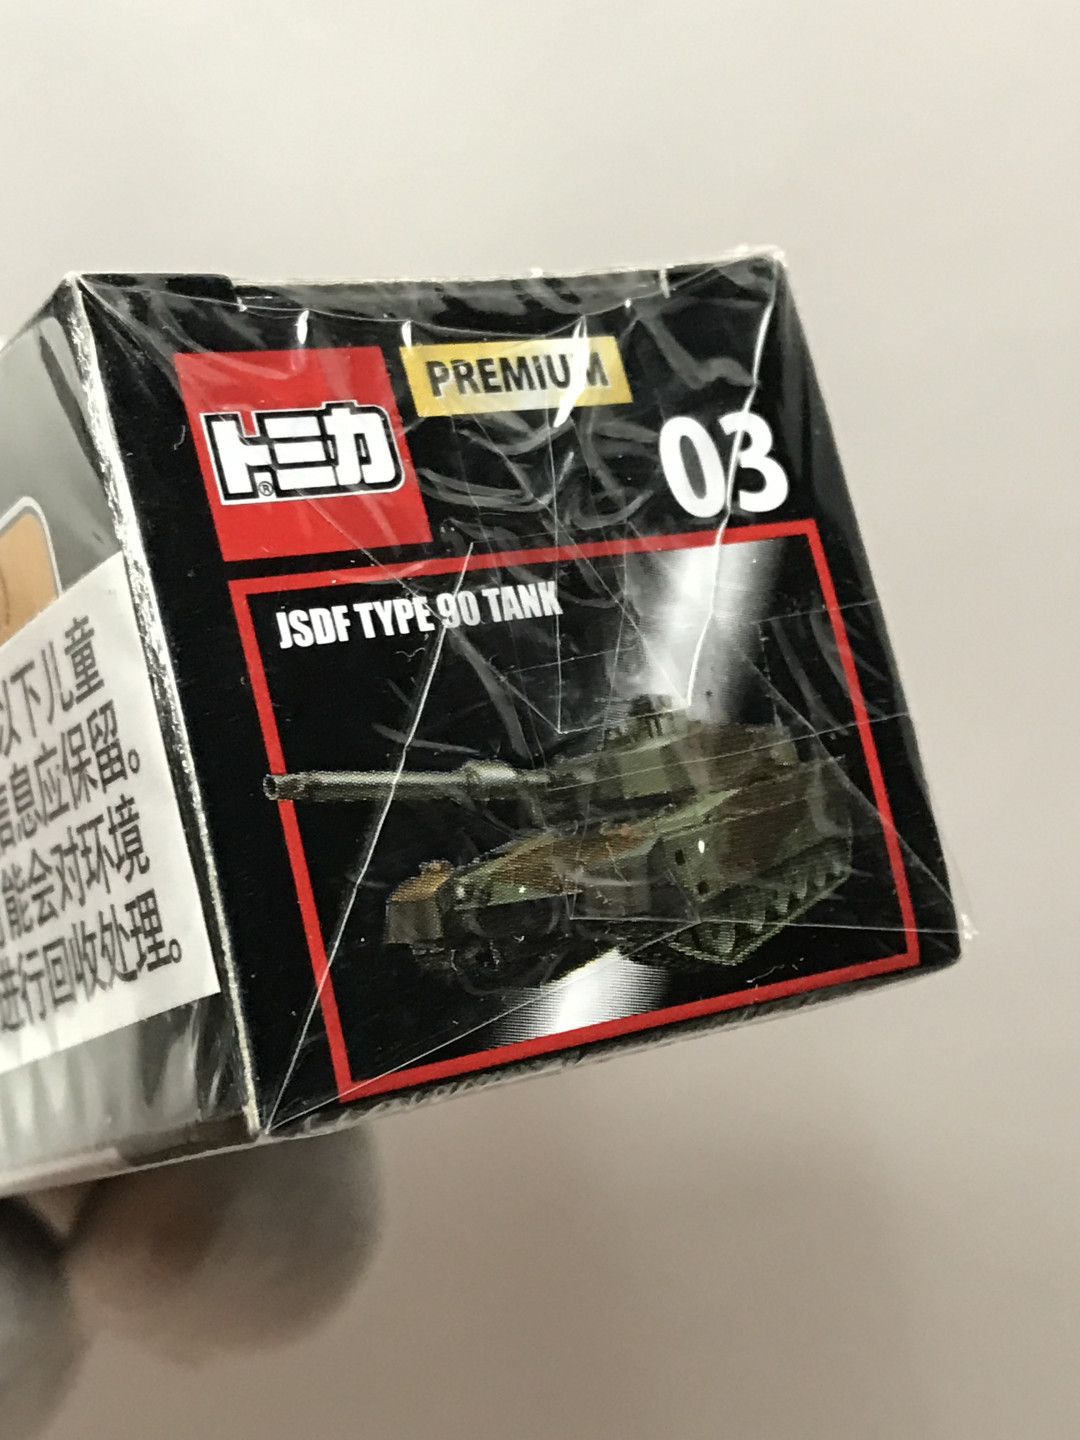 トミカ
PREMIUM
03
JSDF TYPE 90 TANK
以下儿童
信息应保留。
能会对环境
进行回收处理。